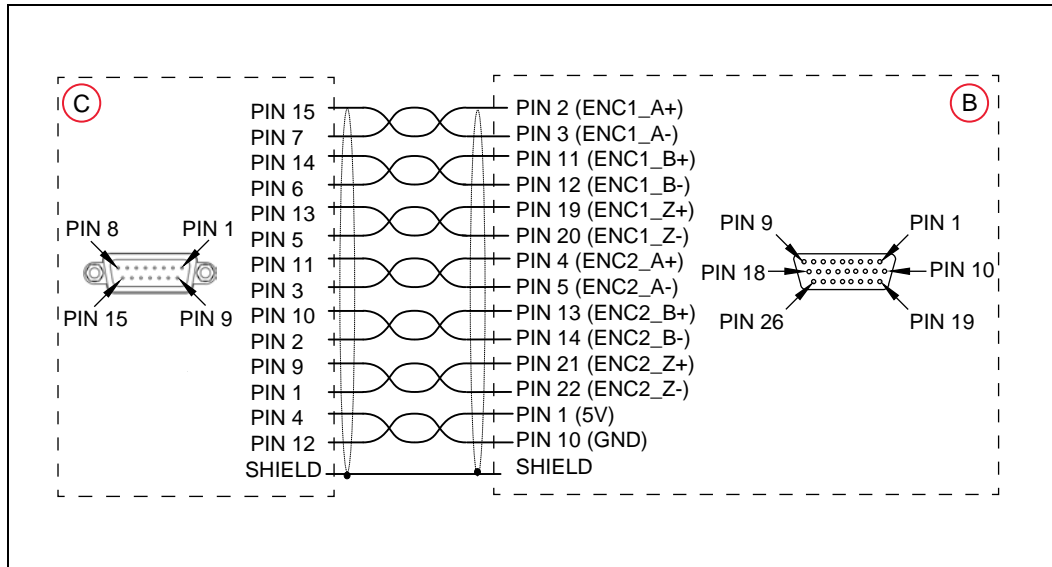 C
B
PIN 15
PIN 2 (ENC1_A+)
PIN 7
PIN 3 (ENC1_A-)
PIN 14
PIN 11 (ENC1_B+)
PIN 6
PIN 12 (ENC1_B-)
PIN 13
PIN 19 (ENC1_Z+)
PIN 5
PIN 20 (ENC1_Z-)
PIN 11
PIN 4 (ENC2_A+)
PIN 3
PIN 5 (ENC2_A-)
PIN 10
PIN 13 (ENC2_B+)
PIN 2
PIN 14 (ENC2_B-)
PIN 9
PIN 21 (ENC2_Z+)
PIN 1
PIN 22 (ENC2_Z-)
PIN 4
PIN 1 (5V)
PIN 12
PIN 10 (GND)
SHIELD
SHIELD
PIN 8
PIN 1
PIN 15
PIN 9
PIN 9
PIN 1
PIN 18
PIN 10
PIN 26
PIN 19